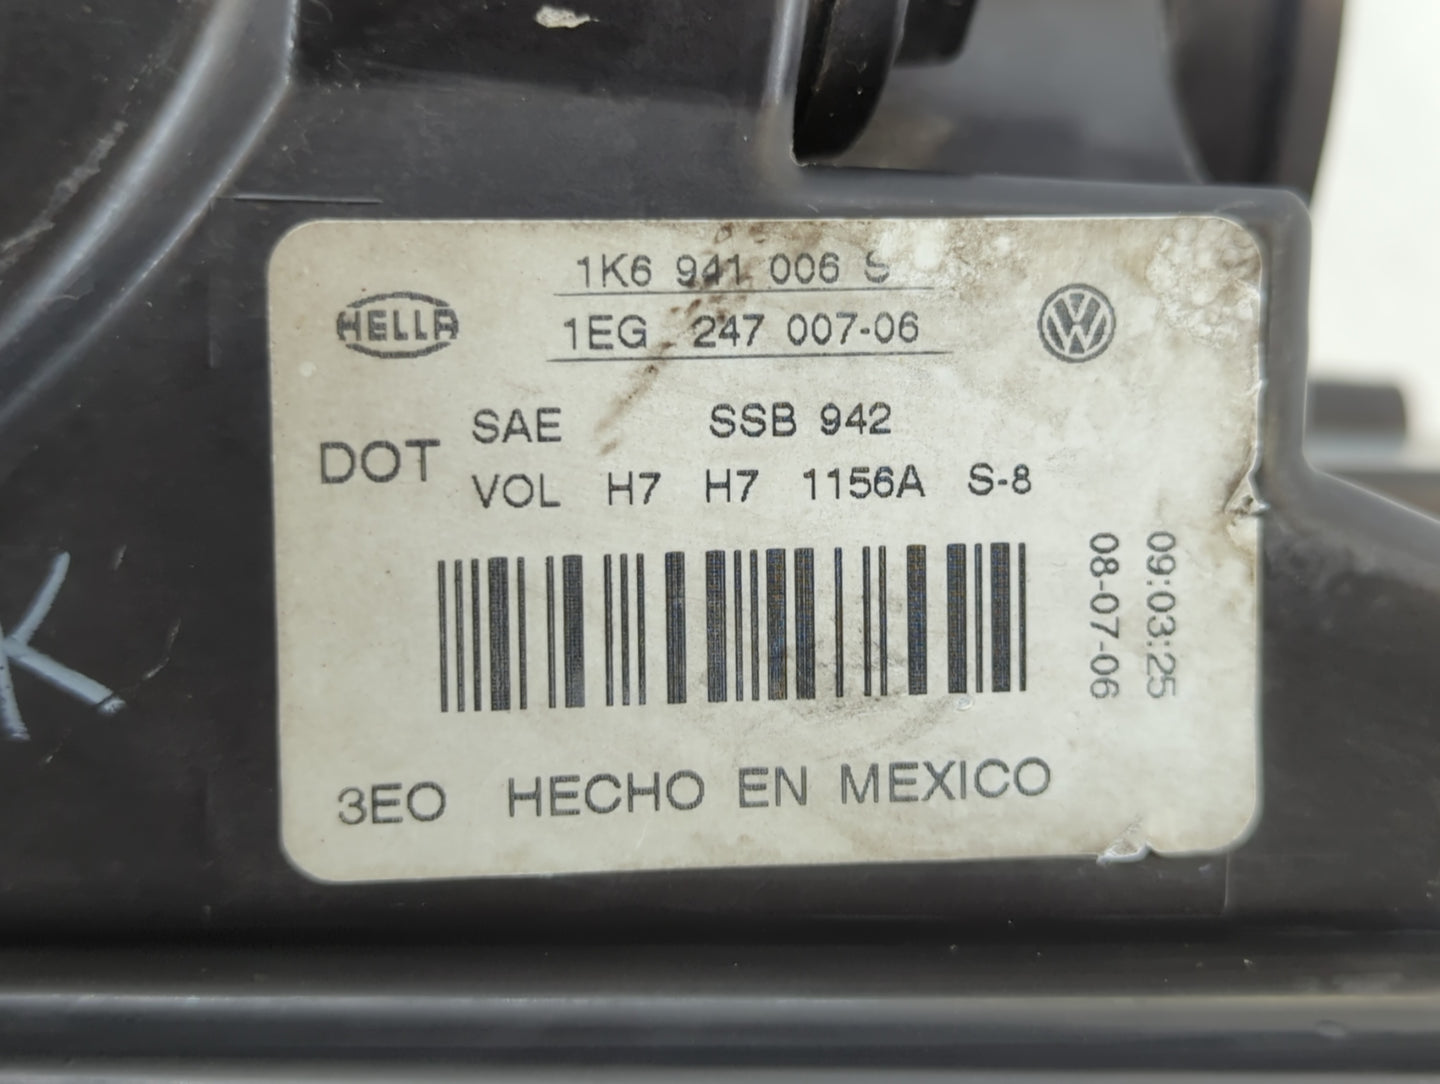 1K6 941 006 S
HELLA
1EG 247 007-06
VW
DOT
SAE SSB 942
VOL H7 H7 1156A S-8
09:03:25
08-07-06
3EO HECHO EN MEXICO
K